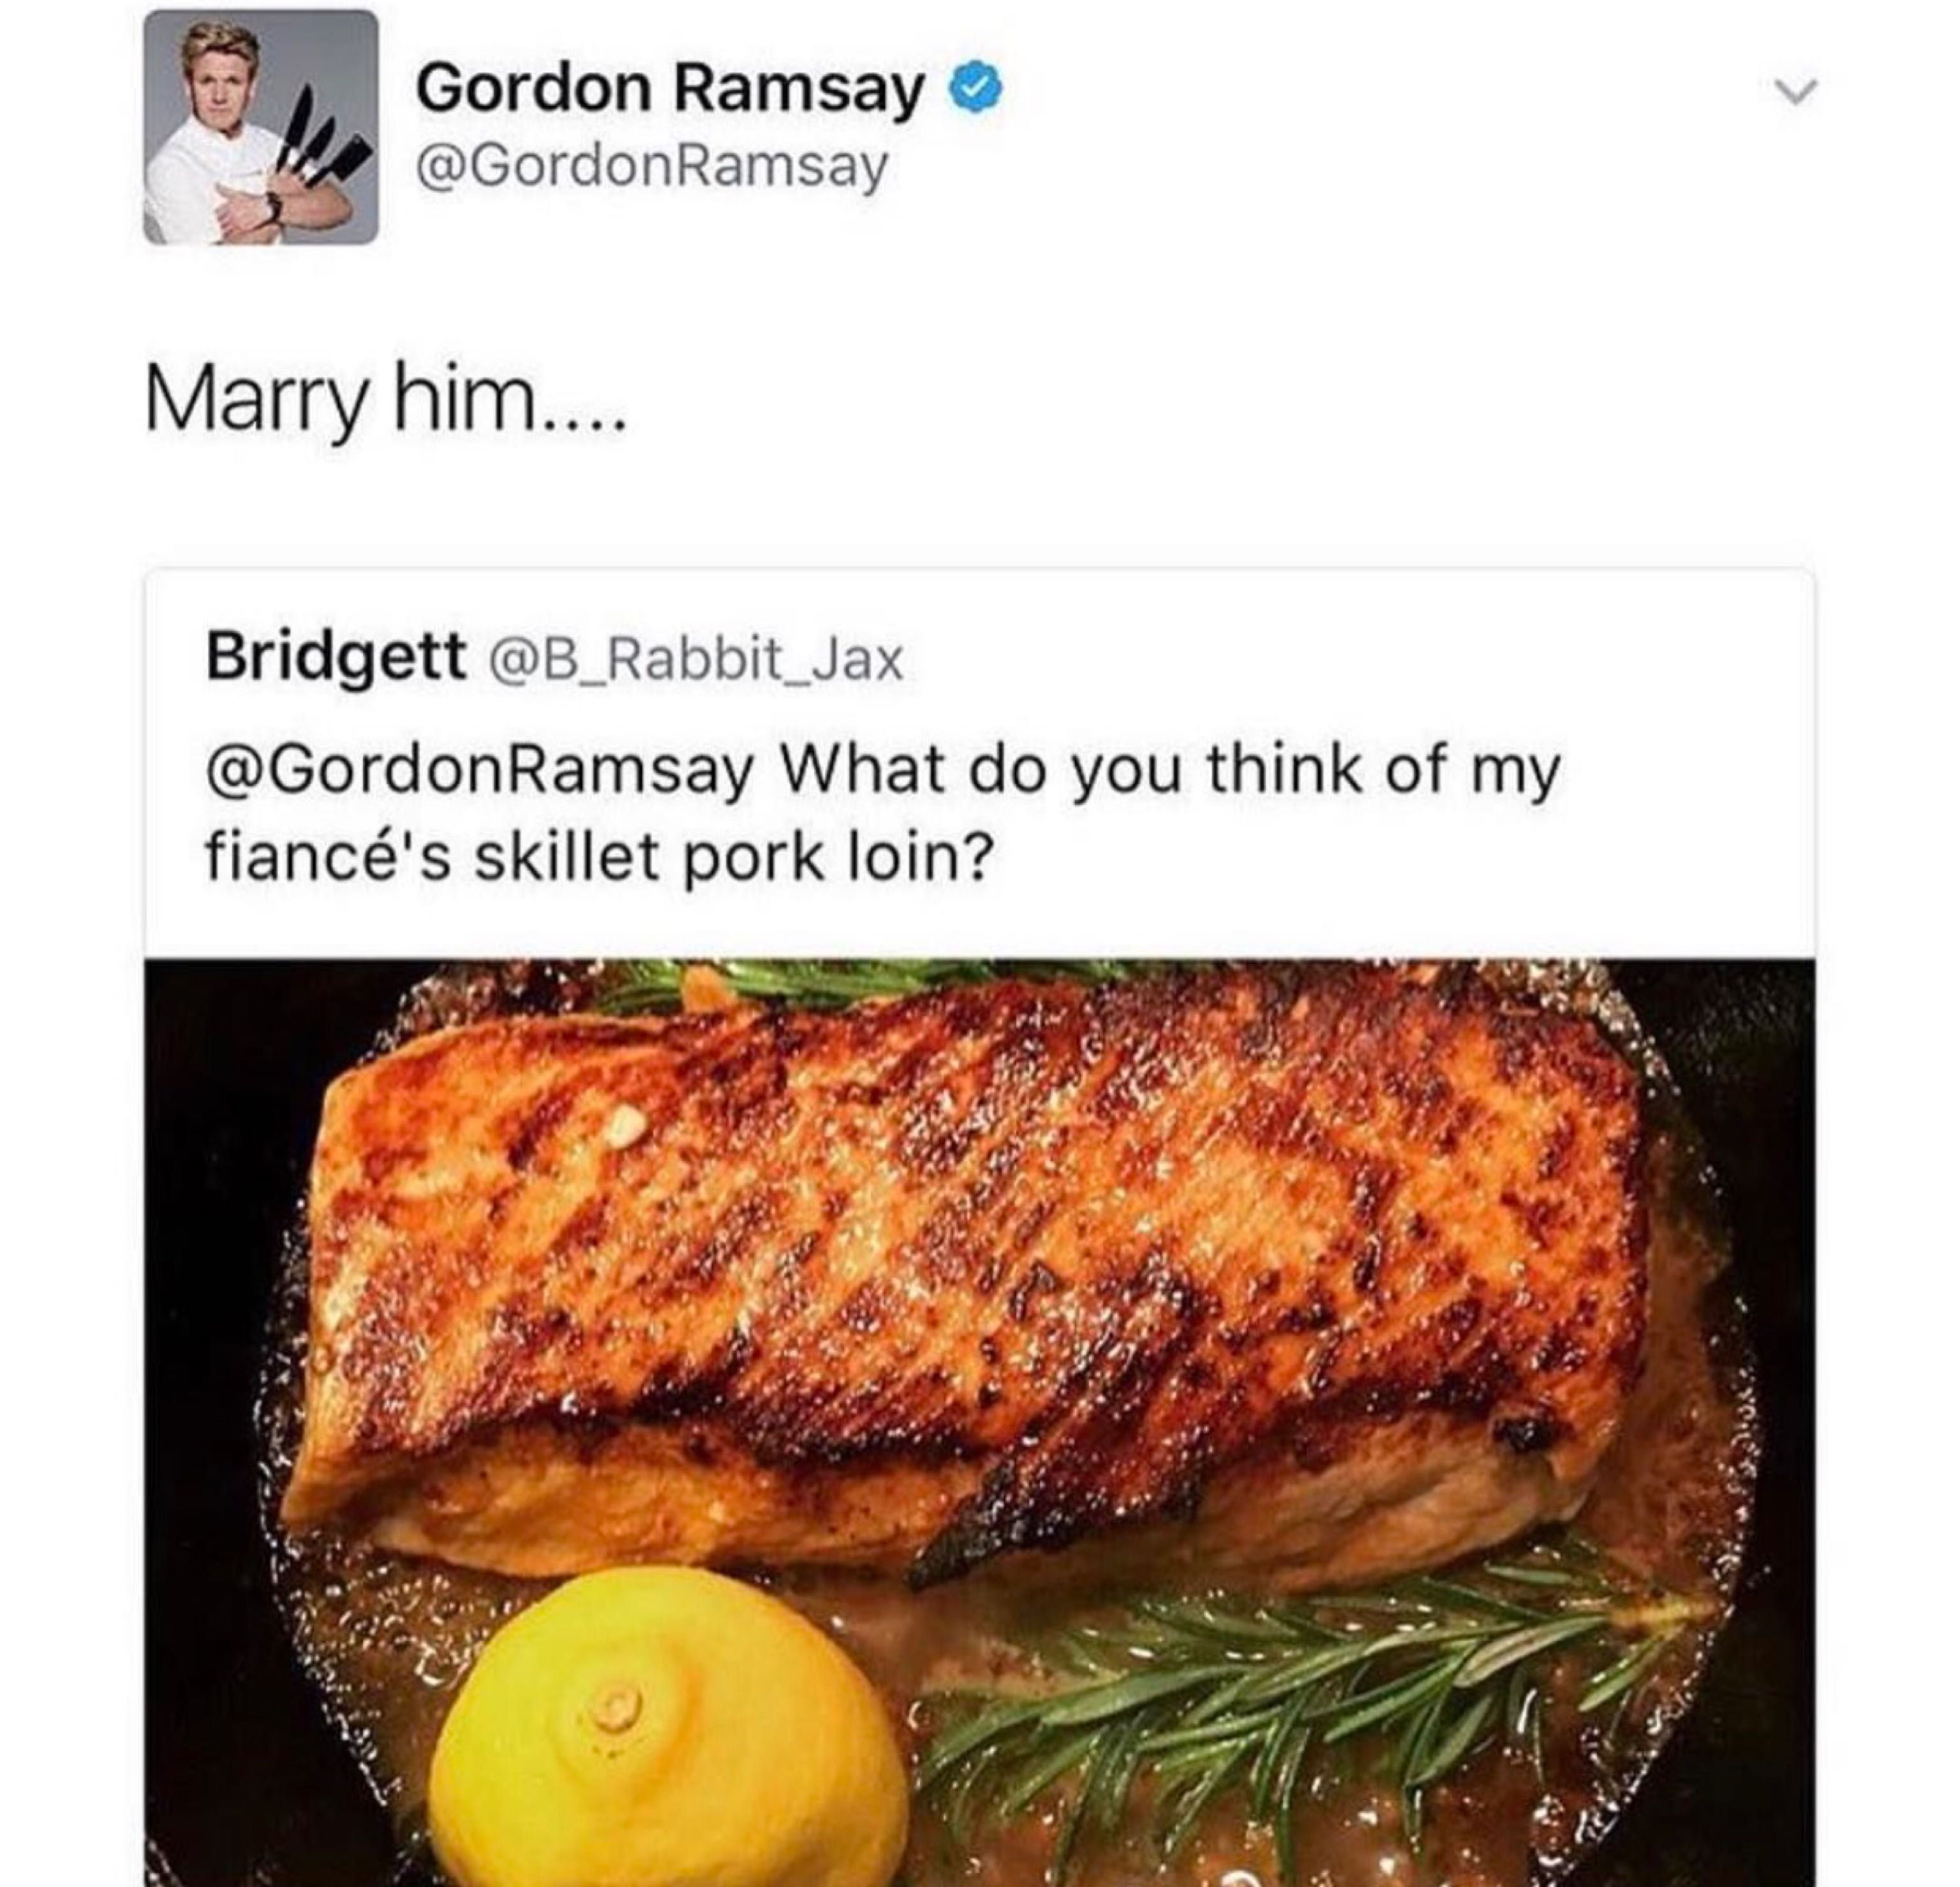 Gordon Ramsay
@GordonRamsay
Marry him....
Bridgett @B_Rabbit_Jax
@GordonRamsay What do you think of my
fiancé's skillet pork loin?